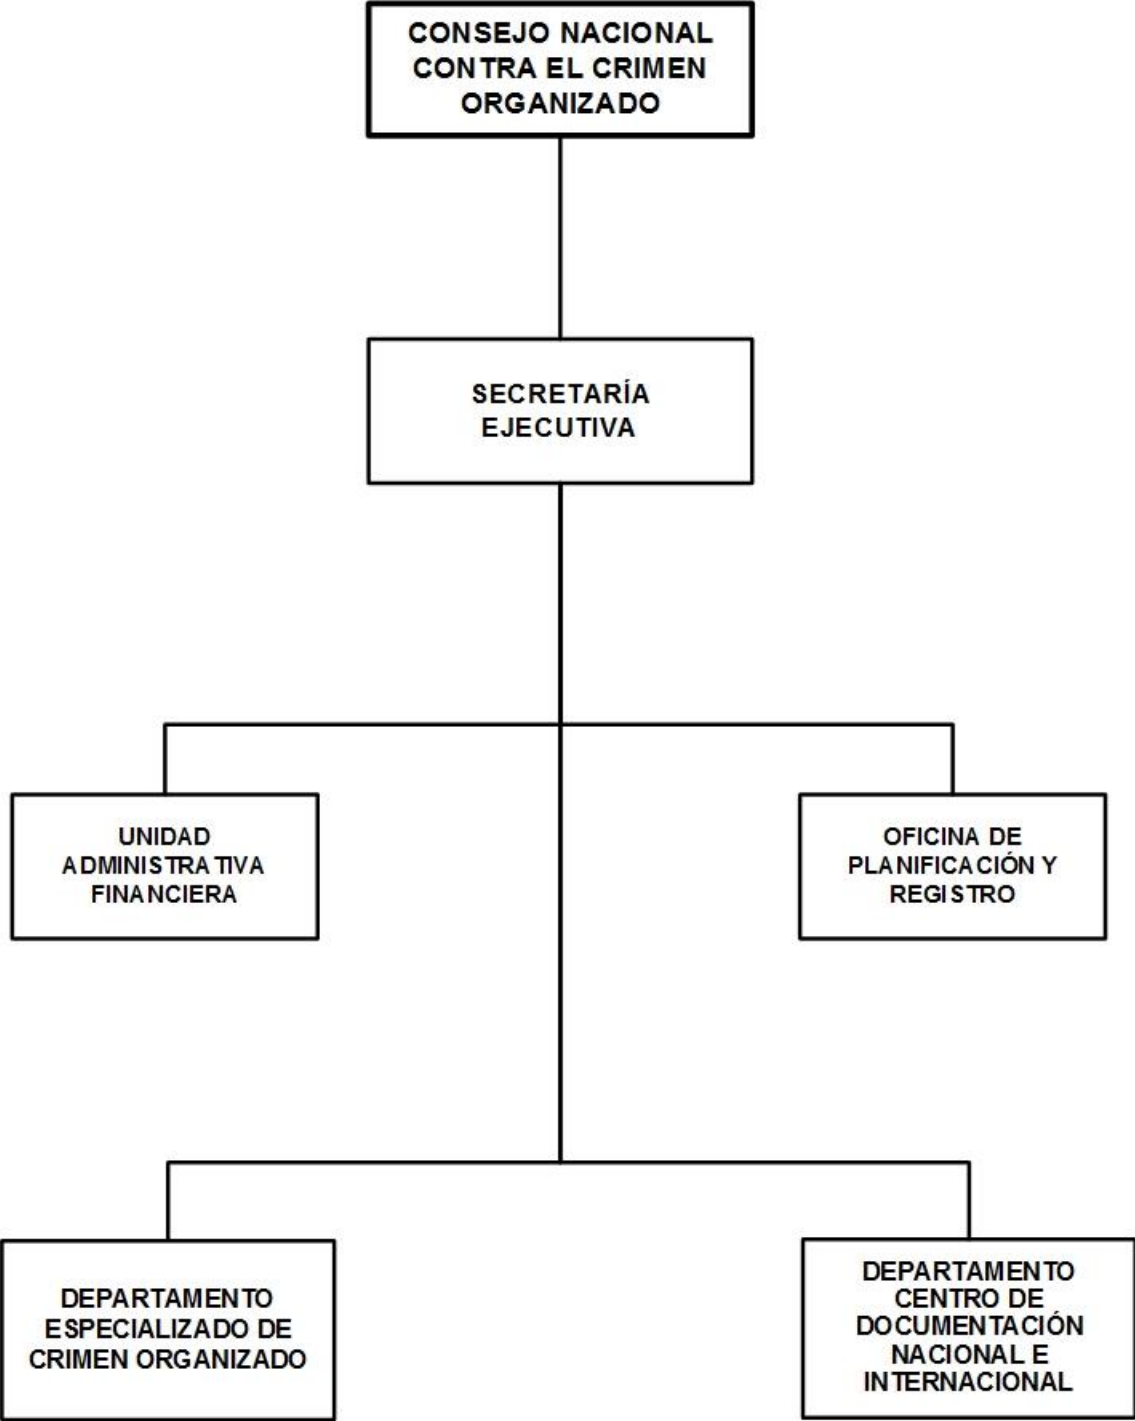 CONSEJO NACIONAL
CONTRA EL CRIMEN
ORGANIZADO
SECRETARÍA
EJECUTIVA
UNIDAD
ADMINISTRATIVA
FINANCIERA
OFICINA DE
PLANIFICACIÓN Y
REGISTRO
DEPARTAMENTO
ESPECIALIZADO DE
CRIMEN ORGANIZADO
DEPARTAMENTO
CENTRO DE
DOCUMENTACIÓN
NACIONAL E
INTERNACIONAL